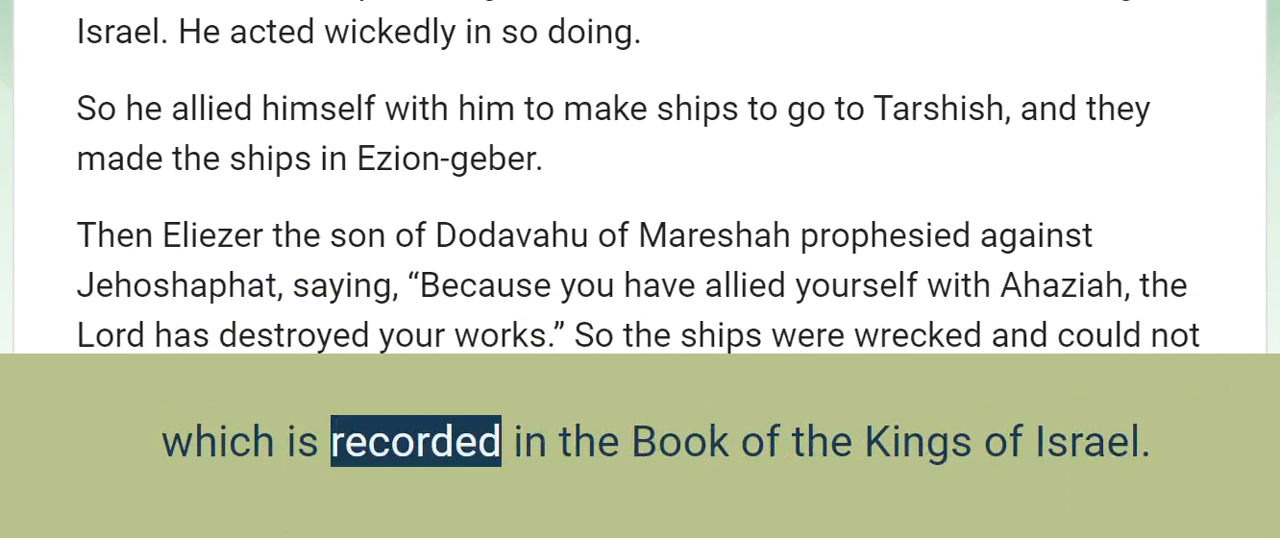 Israel. He acted wickedly in so doing.
So he allied himself with him to make ships to go to Tarshish, and they
made the ships in Ezion-geber.
Then Eliezer the son of Dodavahu of Mareshah prophesied against
Jehoshaphat, saying, “Because you have allied yourself with Ahaziah, the
Lord has destroyed your works.” So the ships were wrecked and could not
which is recorded in the Book of the Kings of Israel.